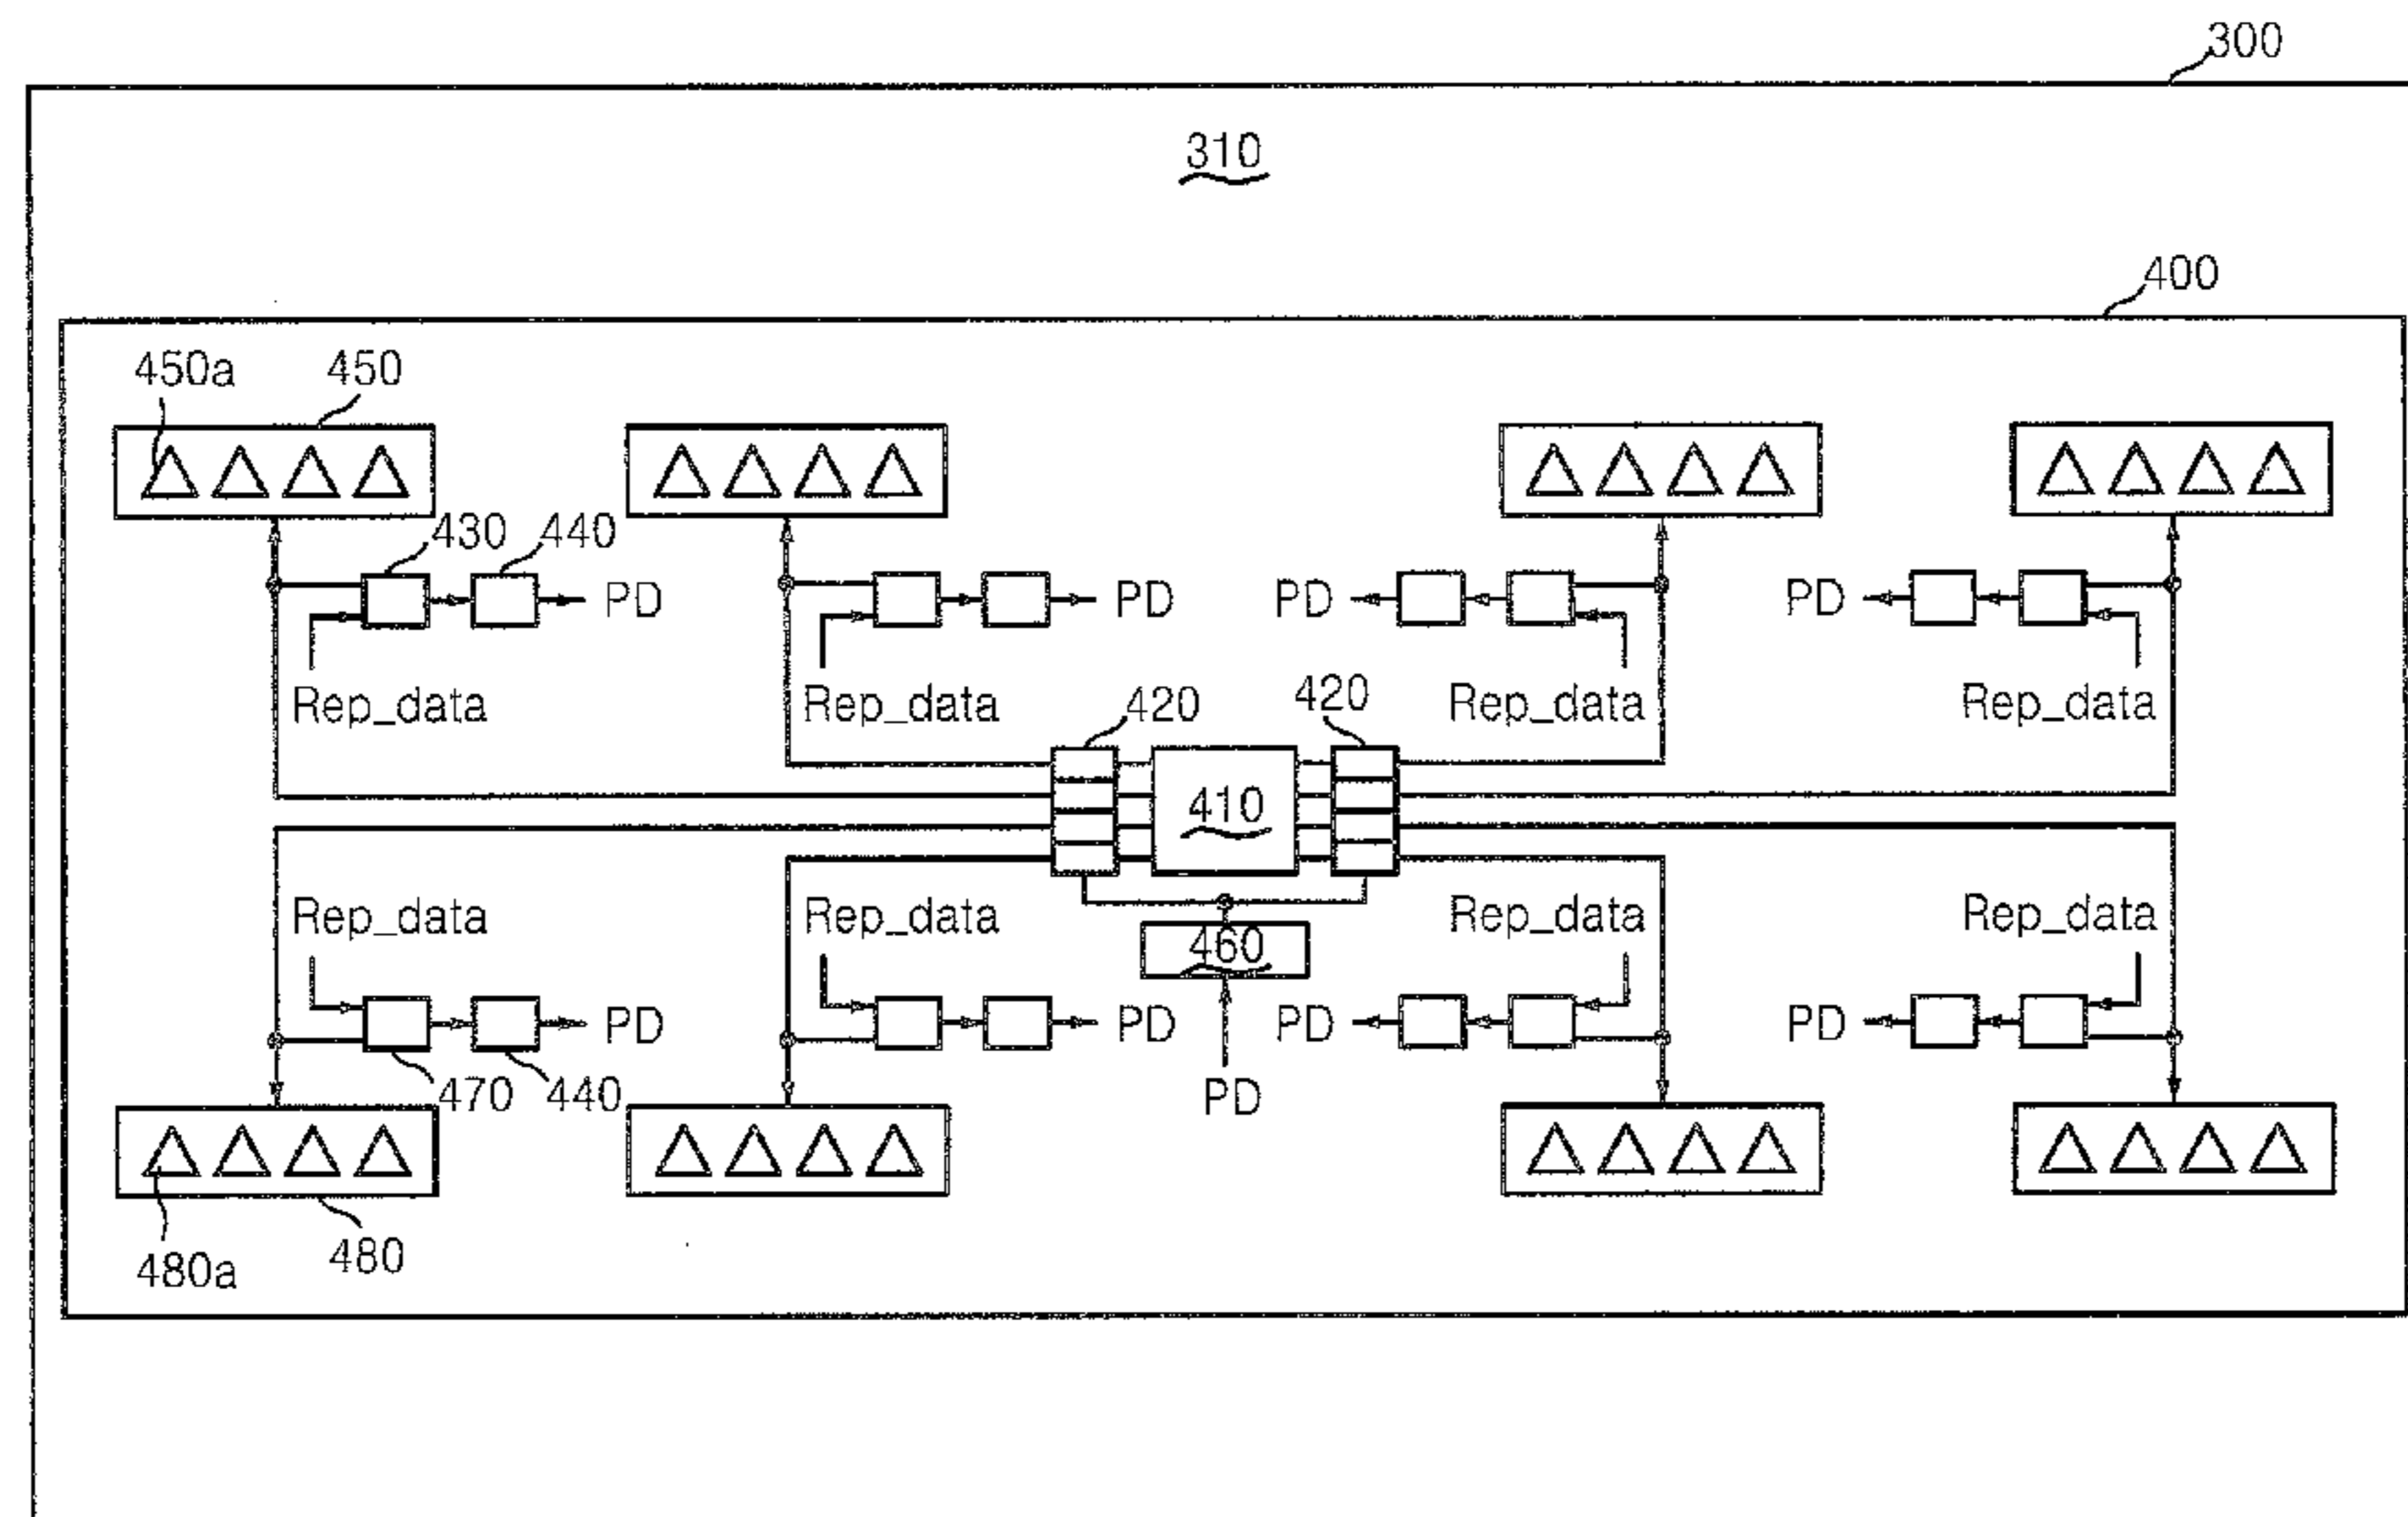 300
310
400
450a 450
430 440
PD PD PD PD
Rep_data Rep_data Rep_data Rep_data
420 420
410
Rep_data Rep_data Rep_data Rep_data
460
PD PD PD PD
470 440 PD
480a 480